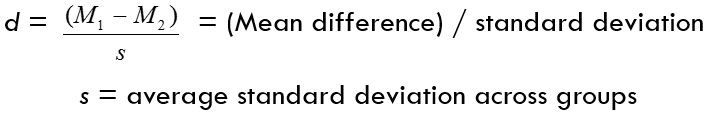 d = (M₁ − M₂) / s = (Mean difference) / standard deviation
s = average standard deviation across groups